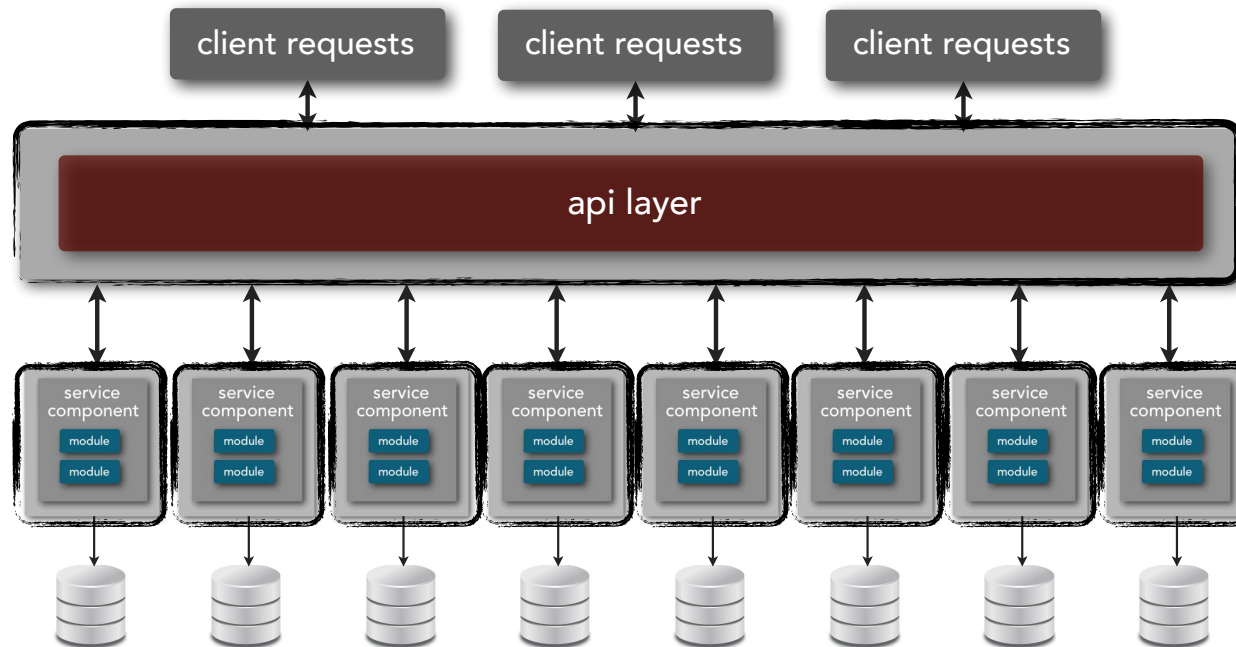 client requests
client requests
client requests
api layer
service
component
module
module
service
component
module
module
service
component
module
module
service
component
module
module
service
component
module
module
service
component
module
module
service
component
module
module
service
component
module
module